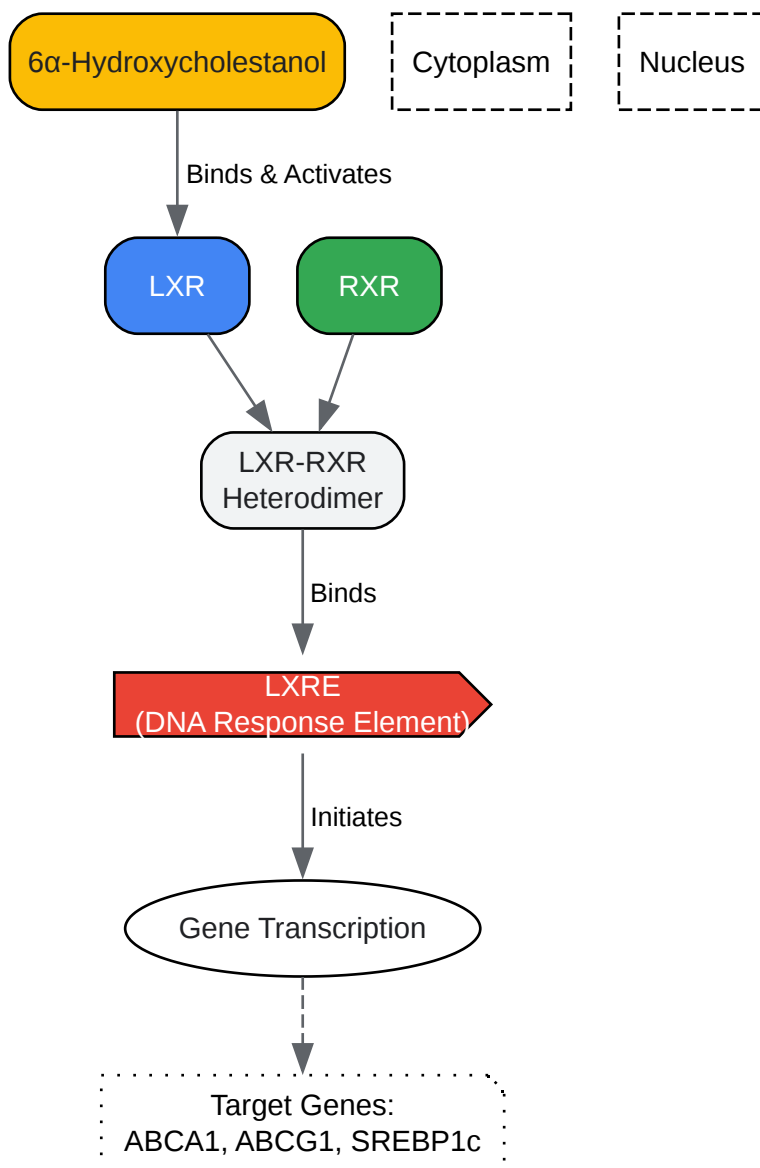 6α-Hydroxycholestanol
Cytoplasm
Nucleus
Binds & Activates
LXR
RXR
LXR-RXR
Heterodimer
Binds
LXRE
(DNA Response Element)
Initiates
Gene Transcription
Target Genes:
ABCA1, ABCG1, SREBP1c